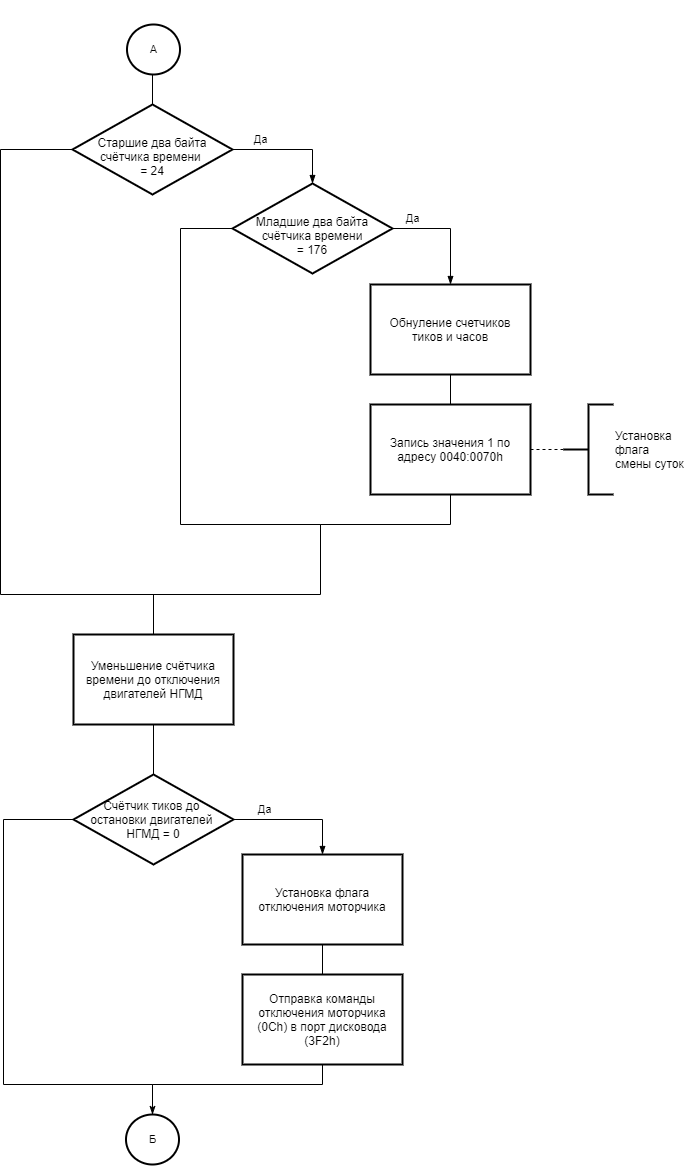 А
Старшие два байта
счётчика времени
= 24
Да
Младшие два байта
счётчика времени
= 176
Да
Обнуление счетчиков
тиков и часов
Запись значения 1 по
адресу 0040:0070h
Установка
флага
смены суток
Уменьшение счётчика
времени до отключения
двигателей НГМД
Счётчик тиков до
остановки двигателей
НГМД = 0
Да
Установка флага
отключения моторчика
Отправка команды
отключения моторчика
(0Ch) в порт дисковода
(3F2h)
Б